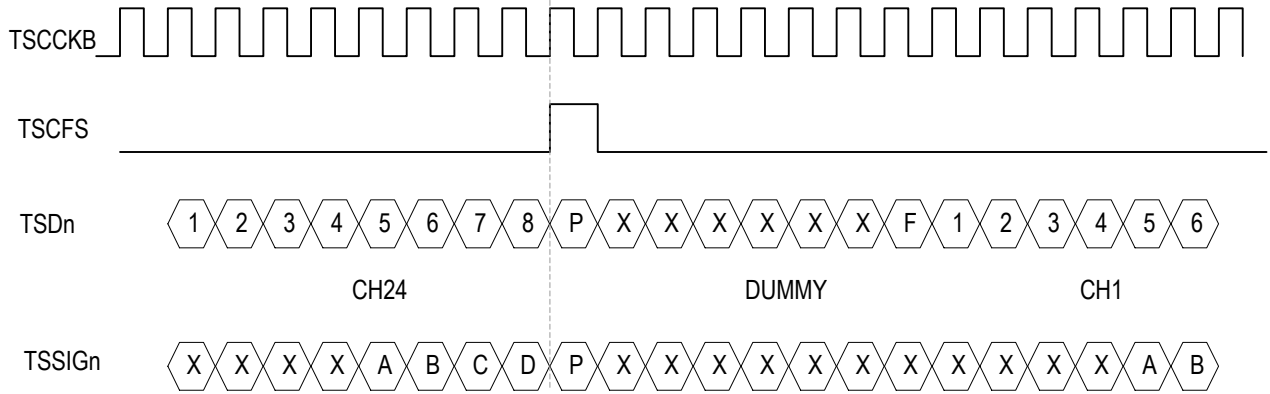 TSCCKB
TSCFS
TSDn 1 2 3 4 5 6 7 8 P X X X X X X F 1 2 3 4 5 6
CH24 DUMMY CH1
TSSIGn X X X X A B C D P X X X X X X X X X X X A B